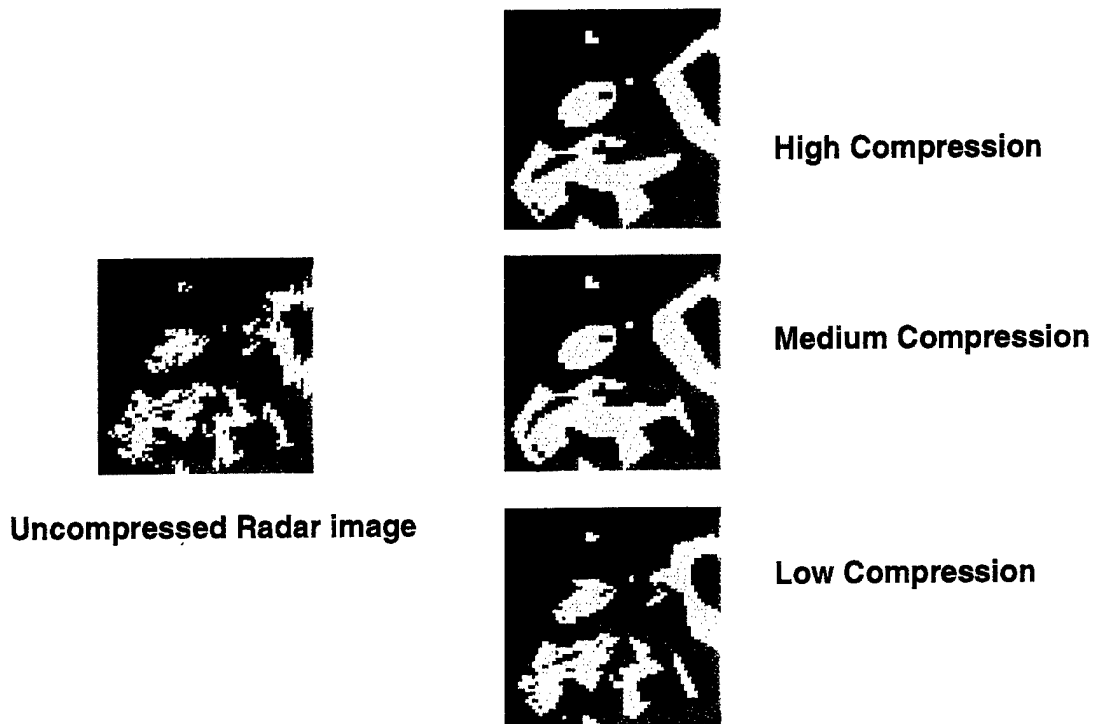 High Compression
Medium Compression
Uncompressed Radar image
Low Compression